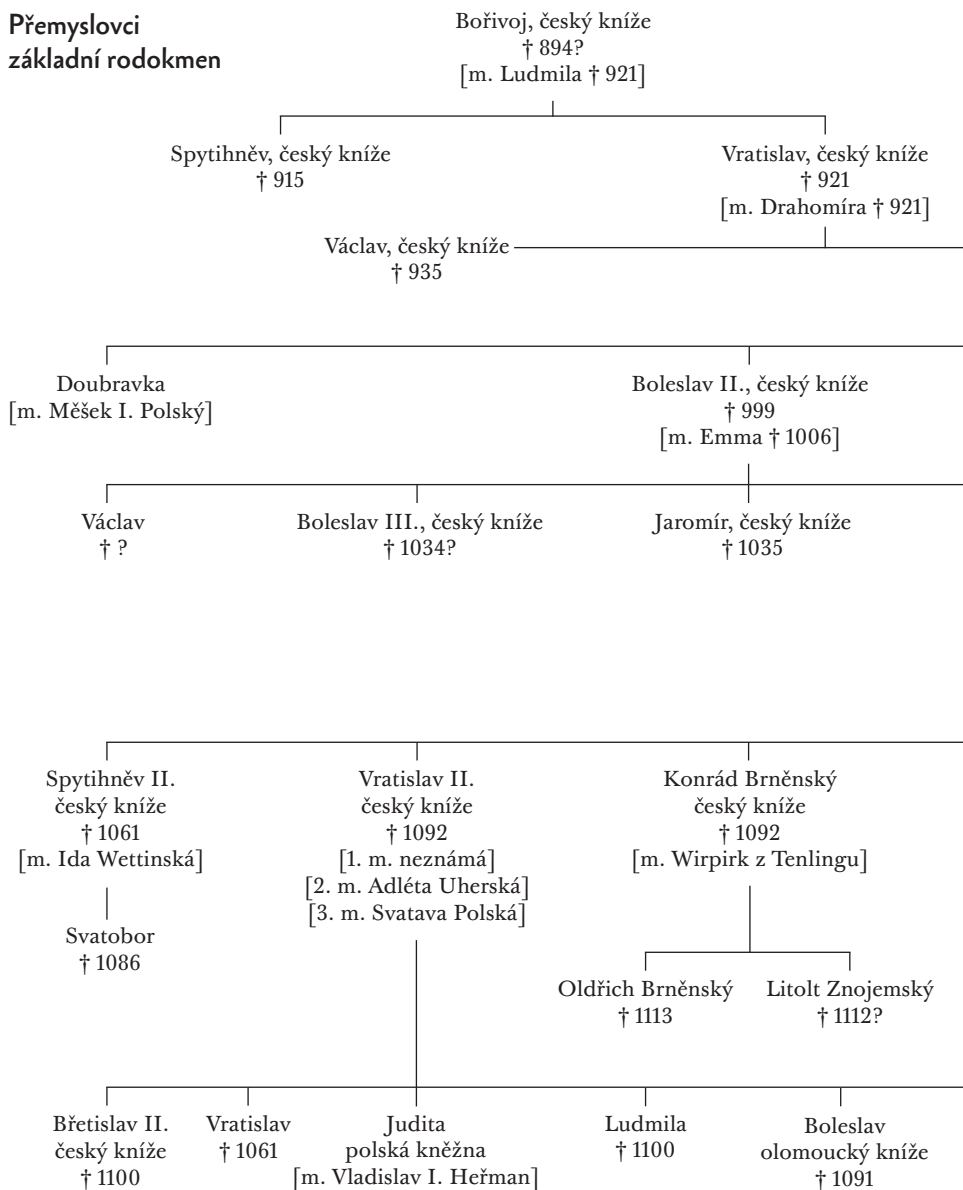 Přemyslovci
základní rodokmen
Bořivoj, český kníže
† 894?
[m. Ludmila † 921]
Spytihněv, český kníže
† 915
Vratislav, český kníže
† 921
[m. Drahomíra † 921]
Václav, český kníže
† 935
Doubravka
[m. Měšek I. Polský]
Boleslav II., český kníže
† 999
[m. Emma † 1006]
Václav
† ?
Boleslav III., český kníže
† 1034?
Jaromír, český kníže
† 1035
Spytihněv II.
český kníže
† 1061
[m. Ida Wettinská]
Vratislav II.
český kníže
† 1092
[1. m. neznámá]
[2. m. Adléta Uherská]
[3. m. Svatava Polská]
Konrád Brněnský
český kníže
† 1092
[m. Wirpirk z Tenlingu]
Svatobor
† 1086
Oldřich Brněnský
† 1113
Litolt Znojemský
† 1112?
Břetislav II.
český kníže
† 1100
Vratislav
† 1061
Judita
polská kněžna
[m. Vladislav I. Heřman]
Ludmila
† 1100
Boleslav
olomoucký kníže
† 1091